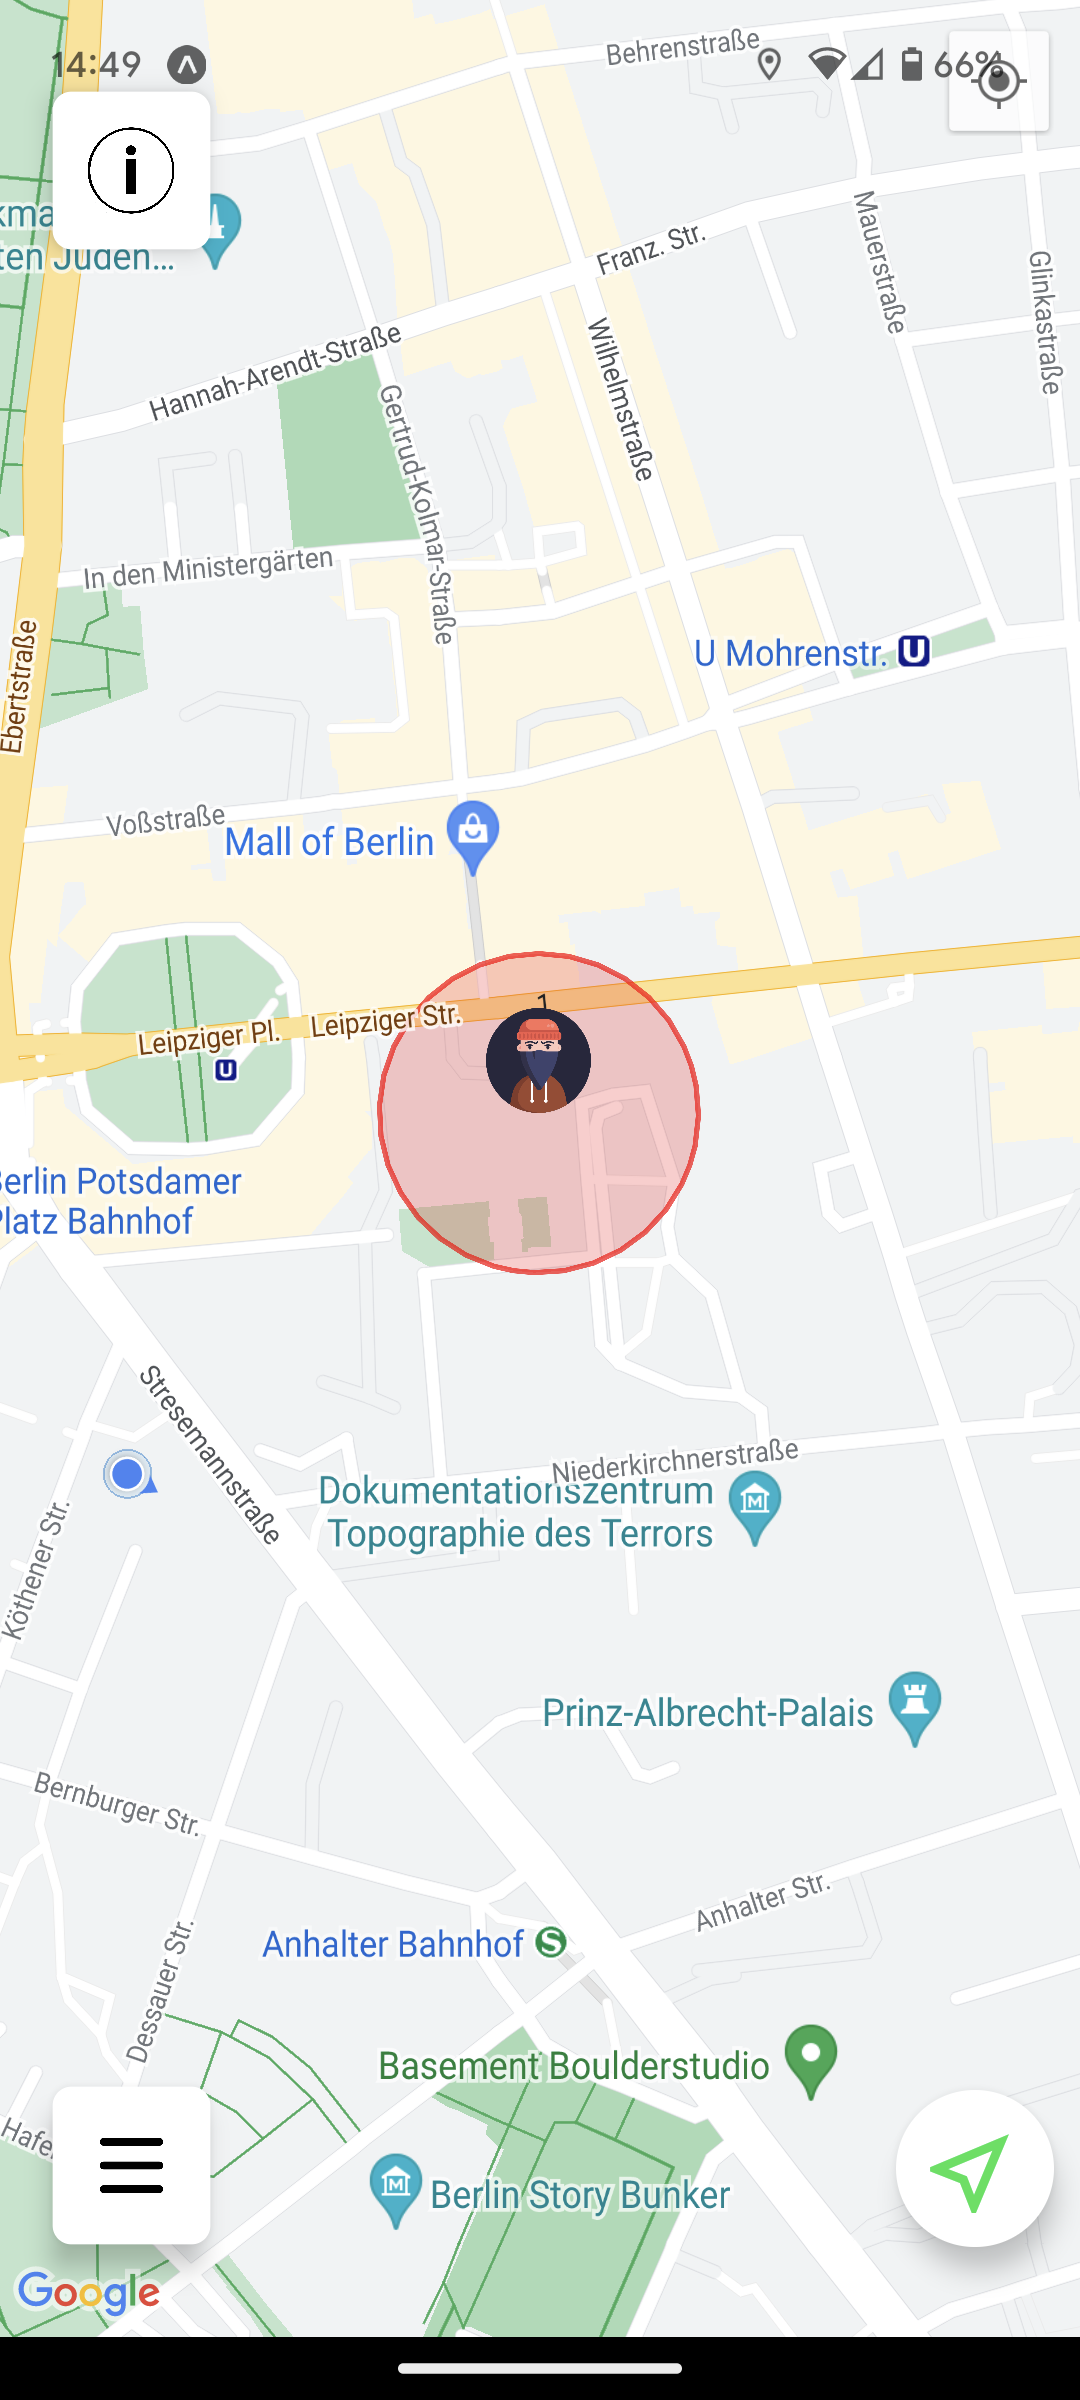 14:49
66%
Behrenstraße
kma
ten Juden...
Franz. Str.
Mauerstraße
Glinkastraße
Hannah-Arendt-Straße
Wilhelmstraße
Gertrud-Kolmar-Straße
In den Ministergärten
Ebertstraße
U Mohrenstr. U
Voßstraße
Mall of Berlin
1
Leipziger Pl.
Leipziger Str.
U
Berlin Potsdamer
Platz Bahnhof
Stresemannstraße
Niederkirchnerstraße
Dokumentationszentrum
Topographie des Terrors
Köthener Str.
Prinz-Albrecht-Palais
Bernburger Str.
Anhalter Str.
Anhalter Bahnhof S
Dessauer Str.
Basement Boulderstudio
Hafe
Berlin Story Bunker
Google